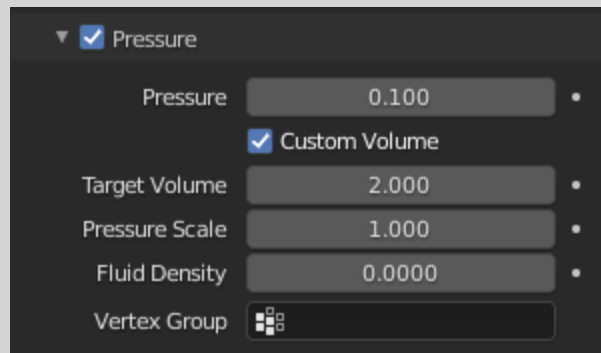 Pressure
Pressure 0.100
Custom Volume
Target Volume 2.000
Pressure Scale 1.000
Fluid Density 0.0000
Vertex Group